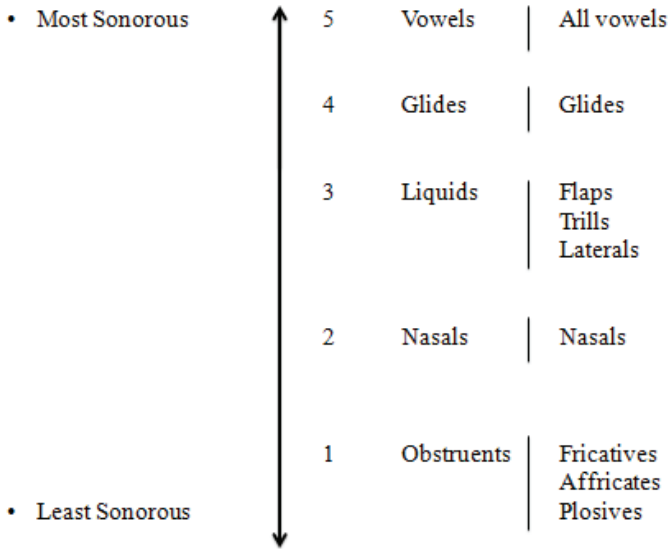 • Most Sonorous 5 Vowels All vowels
4 Glides Glides
3 Liquids Flaps
Trills
Laterals
2 Nasals Nasals
1 Obstruents Fricatives
Affricates
• Least Sonorous Plosives